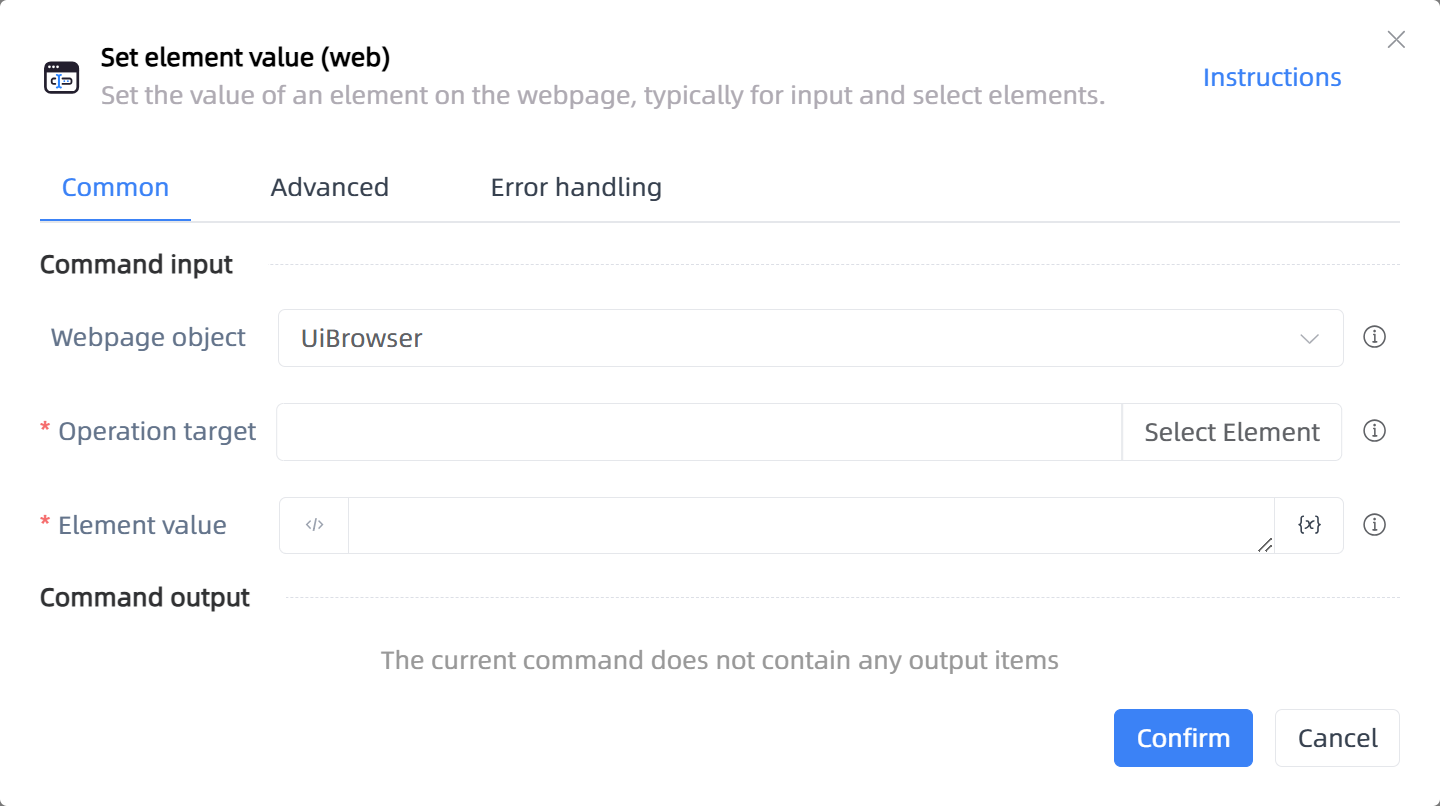 Set element value (web)
Set the value of an element on the webpage, typically for input and select elements.
Instructions
Common
Advanced
Error handling
Command input
Webpage object
UiBrowser
* Operation target
Select Element
* Element value
</>
{x}
Command output
The current command does not contain any output items
Confirm
Cancel